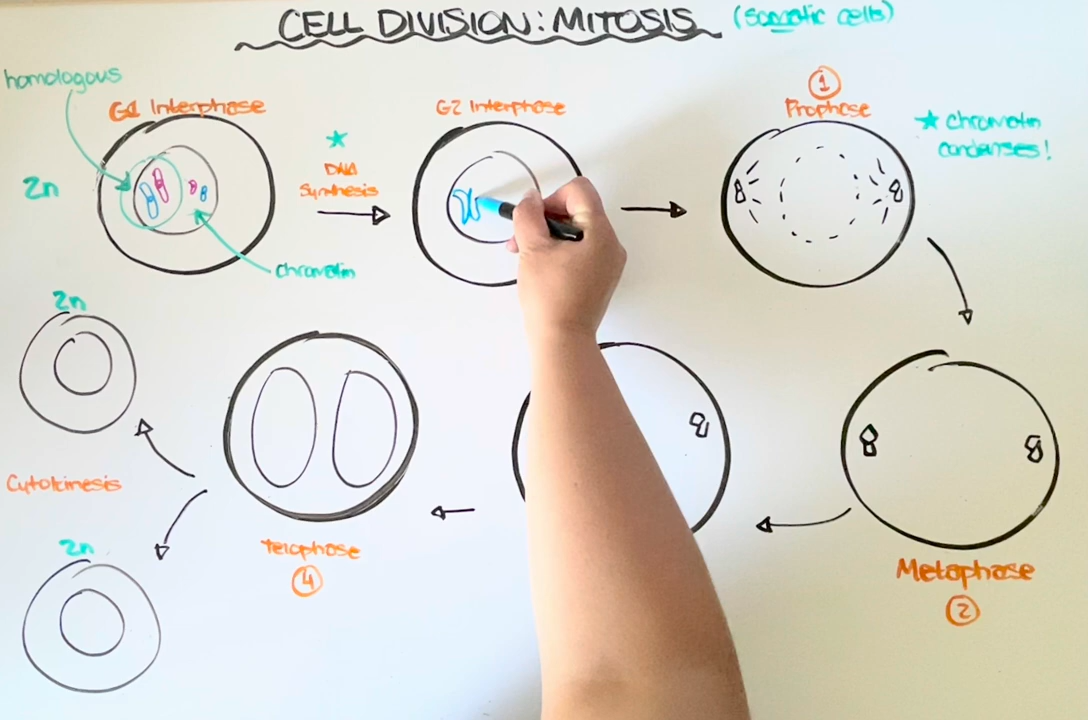 CELL DIVISION: MITOSIS (somatic cells)
homologous
G1 Interphase
G2 Interphase
1
Prophase
★ chromatin
condenses!
2n
★
DNA
Synthesis
chromatin
2n
Cytokinesis
2n
Telophase
4
Metaphase
2